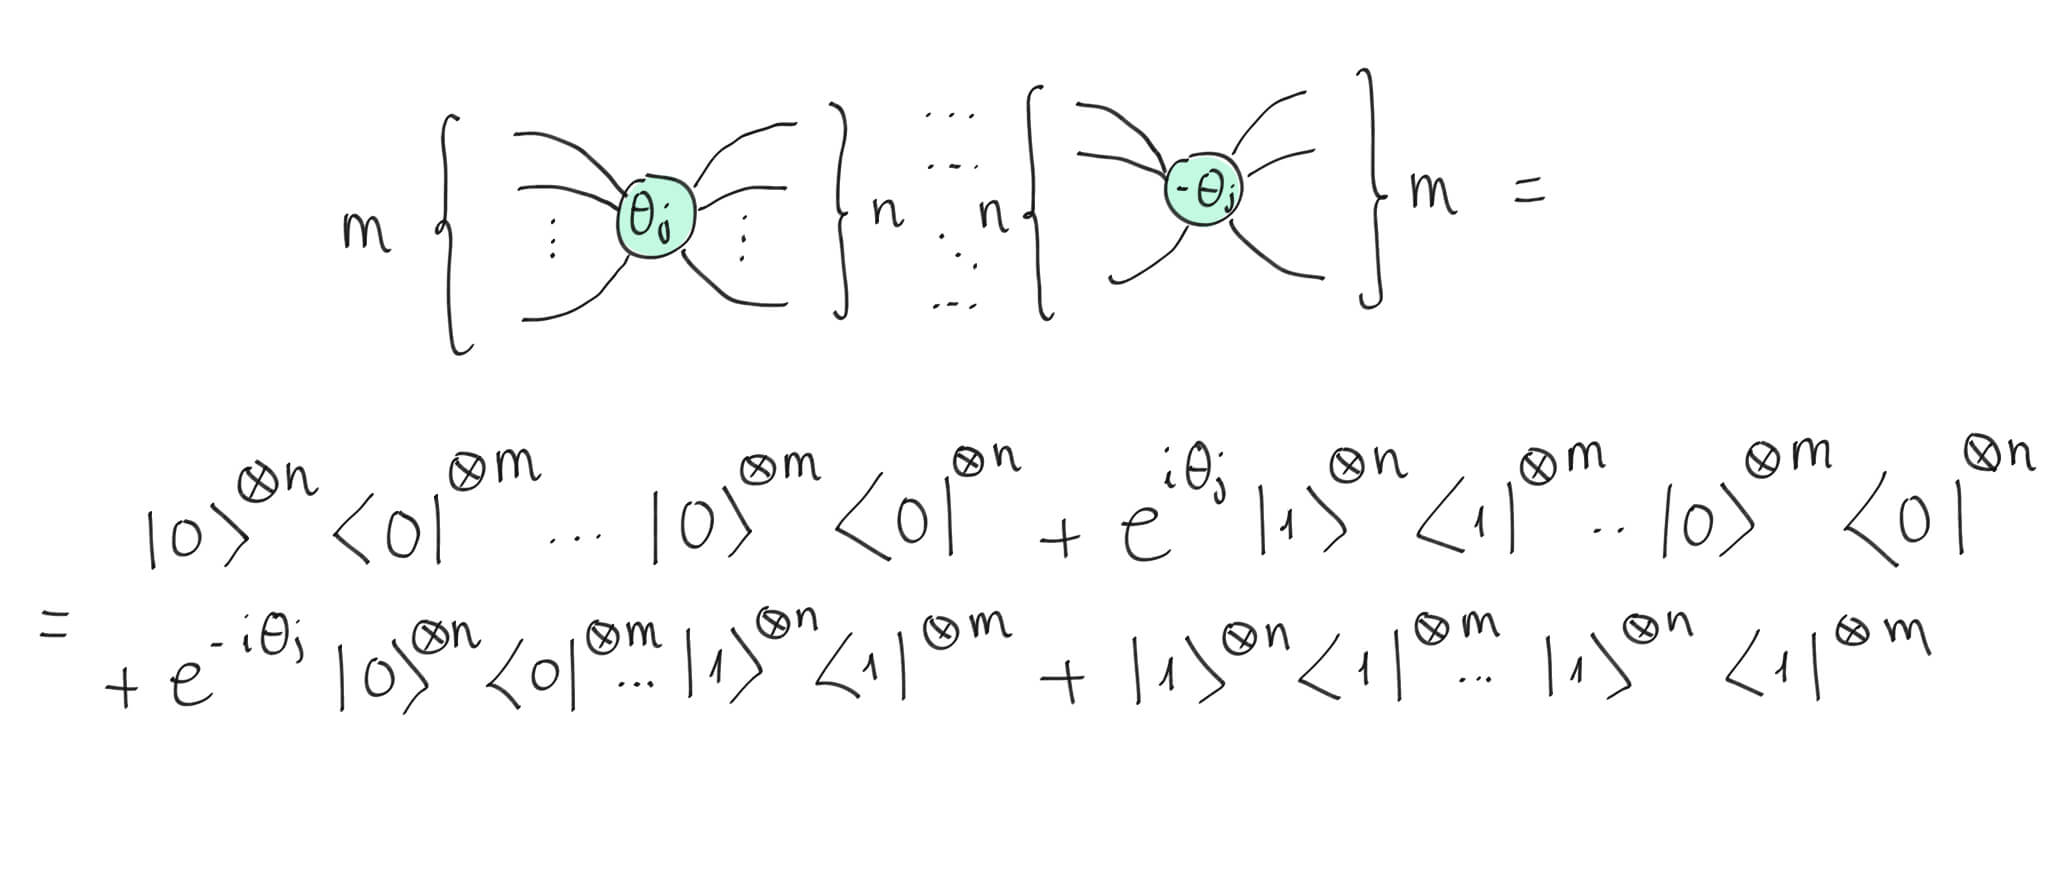 m { θⱼ } n ... n { -θⱼ } m =
|0⟩^⊗n ⟨0|^⊗m ... |0⟩^⊗m ⟨0|^⊗n + e^iθⱼ |1⟩^⊗n ⟨1|^⊗m .. |0⟩^⊗m ⟨0|^⊗n
= + e^-iθⱼ |0⟩^⊗n ⟨0|^⊗m ... |1⟩^⊗n ⟨1|^⊗m + |1⟩^⊗n ⟨1|^⊗m ... |1⟩^⊗n ⟨1|^⊗m